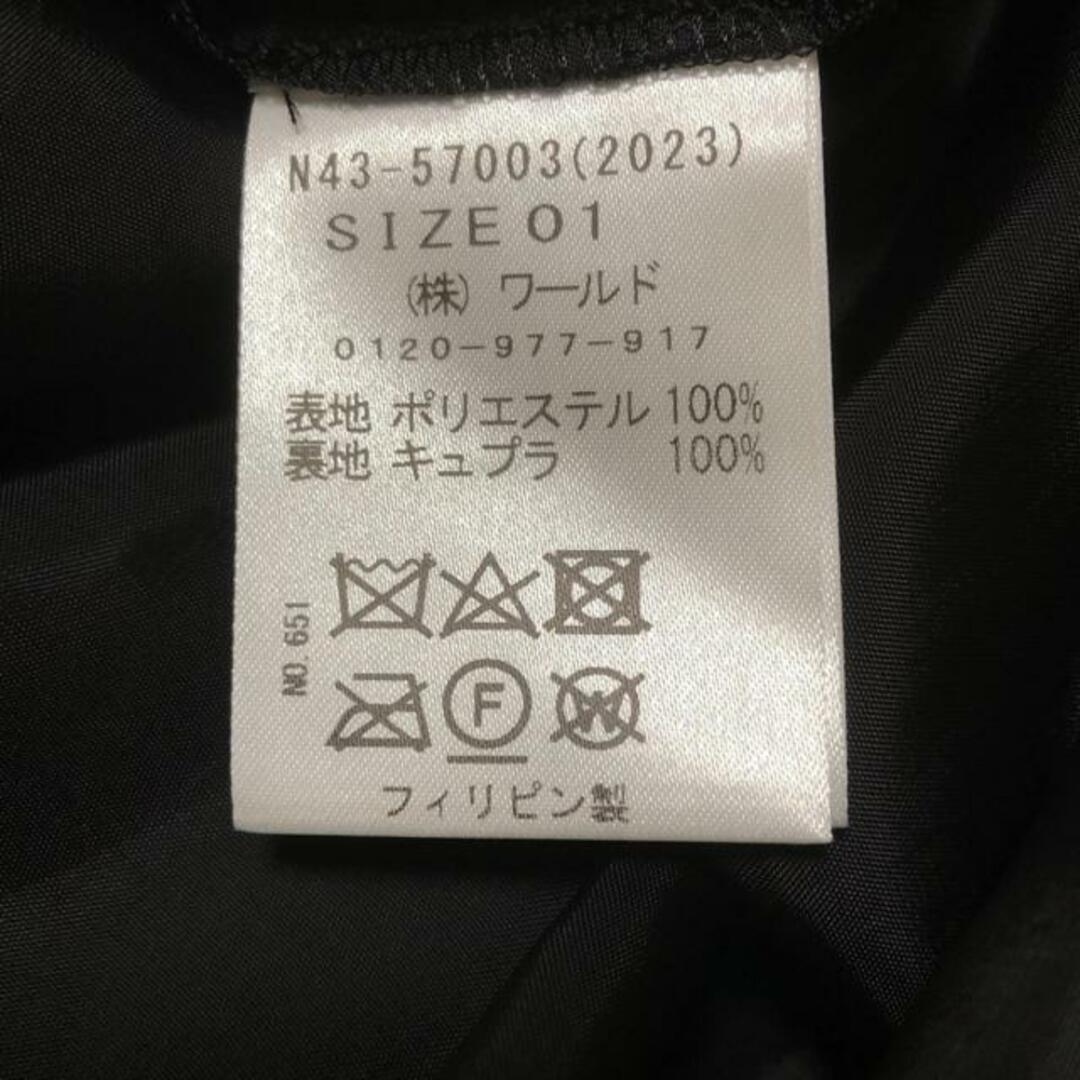 N43-57003(2023)
SIZE 01
(株) ワールド
0120-977-917
表地 ポリエステル 100%
裏地 キュプラ 100%
NO. 651
F
W
フィリピン製